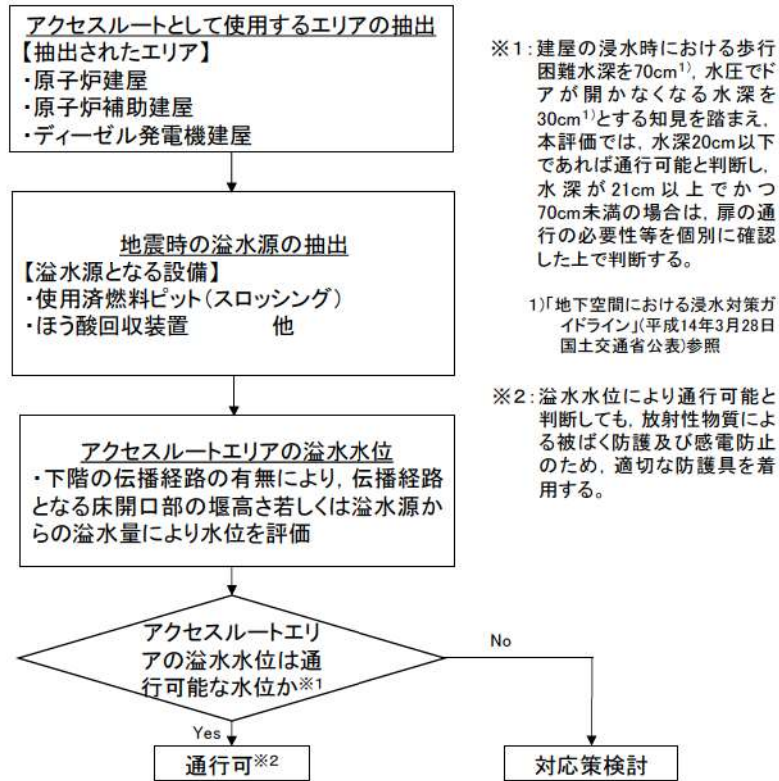 アクセスルートとして使用するエリアの抽出
【抽出されたエリア】
・原子炉建屋
・原子炉補助建屋
・ディーゼル発電機建屋
地震時の溢水源の抽出
【溢水源となる設備】
・使用済燃料ピット(スロッシング)
・ほう酸回収装置　　　他
アクセスルートエリアの溢水水位
・下階の伝播経路の有無により，伝播経路
となる床開口部の堰高さ若しくは溢水源か
らの溢水量により水位を評価
アクセスルートエリ
アの溢水水位は通
行可能な水位か※1
No
Yes
通行可※2
対応策検討
※1：建屋の浸水時における歩行
困難水深を70cm1)，水圧でド
アが開かなくなる水深を
30cm1)とする知見を踏まえ，
本評価では，水深20cm以下
であれば通行可能と判断し，
水深が21cm以上でかつ
70cm未満の場合は，扉の通
行の必要性等を個別に確認
した上で判断する。
1)「地下空間における浸水対策ガ
イドライン」(平成14年3月28日
国土交通省公表)参照
※2：溢水水位により通行可能と
判断しても，放射性物質によ
る被ばく防護及び感電防止
のため，適切な防護具を着
用する。